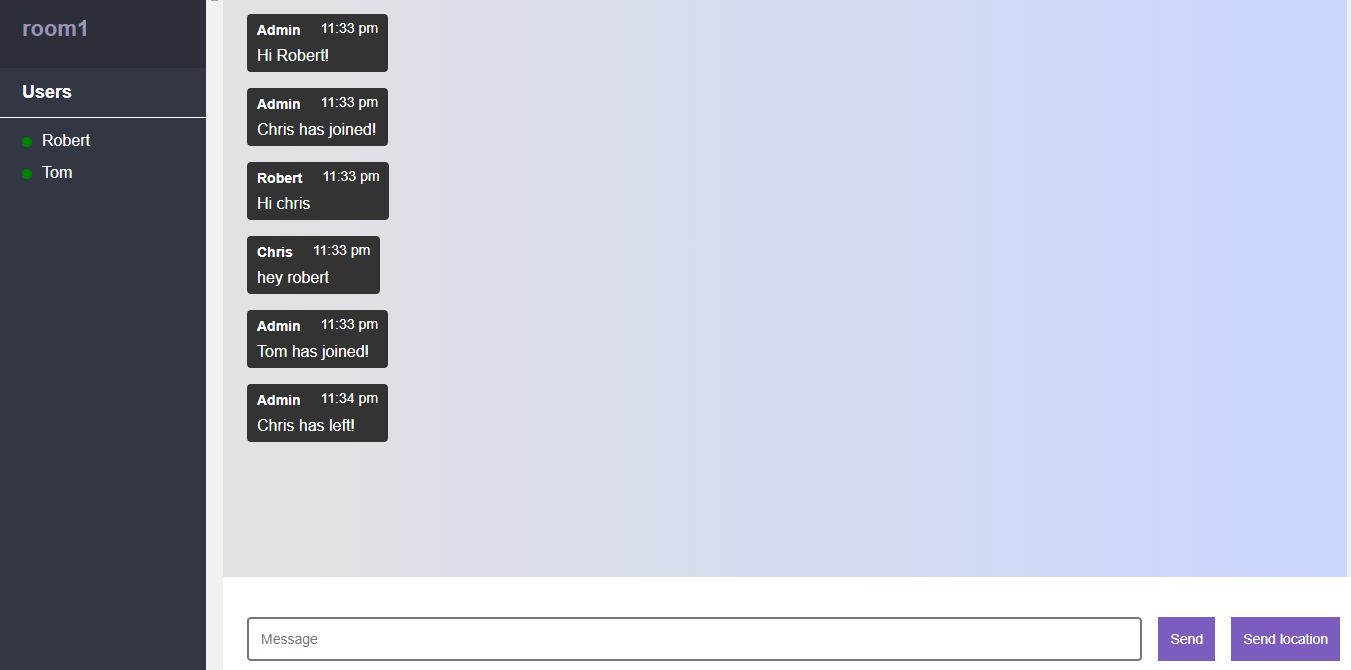 room1
Users
Robert
Tom
Admin 11:33 pm
Hi Robert!
Admin 11:33 pm
Chris has joined!
Robert 11:33 pm
Hi chris
Chris 11:33 pm
hey robert
Admin 11:33 pm
Tom has joined!
Admin 11:34 pm
Chris has left!
Message Send Send location